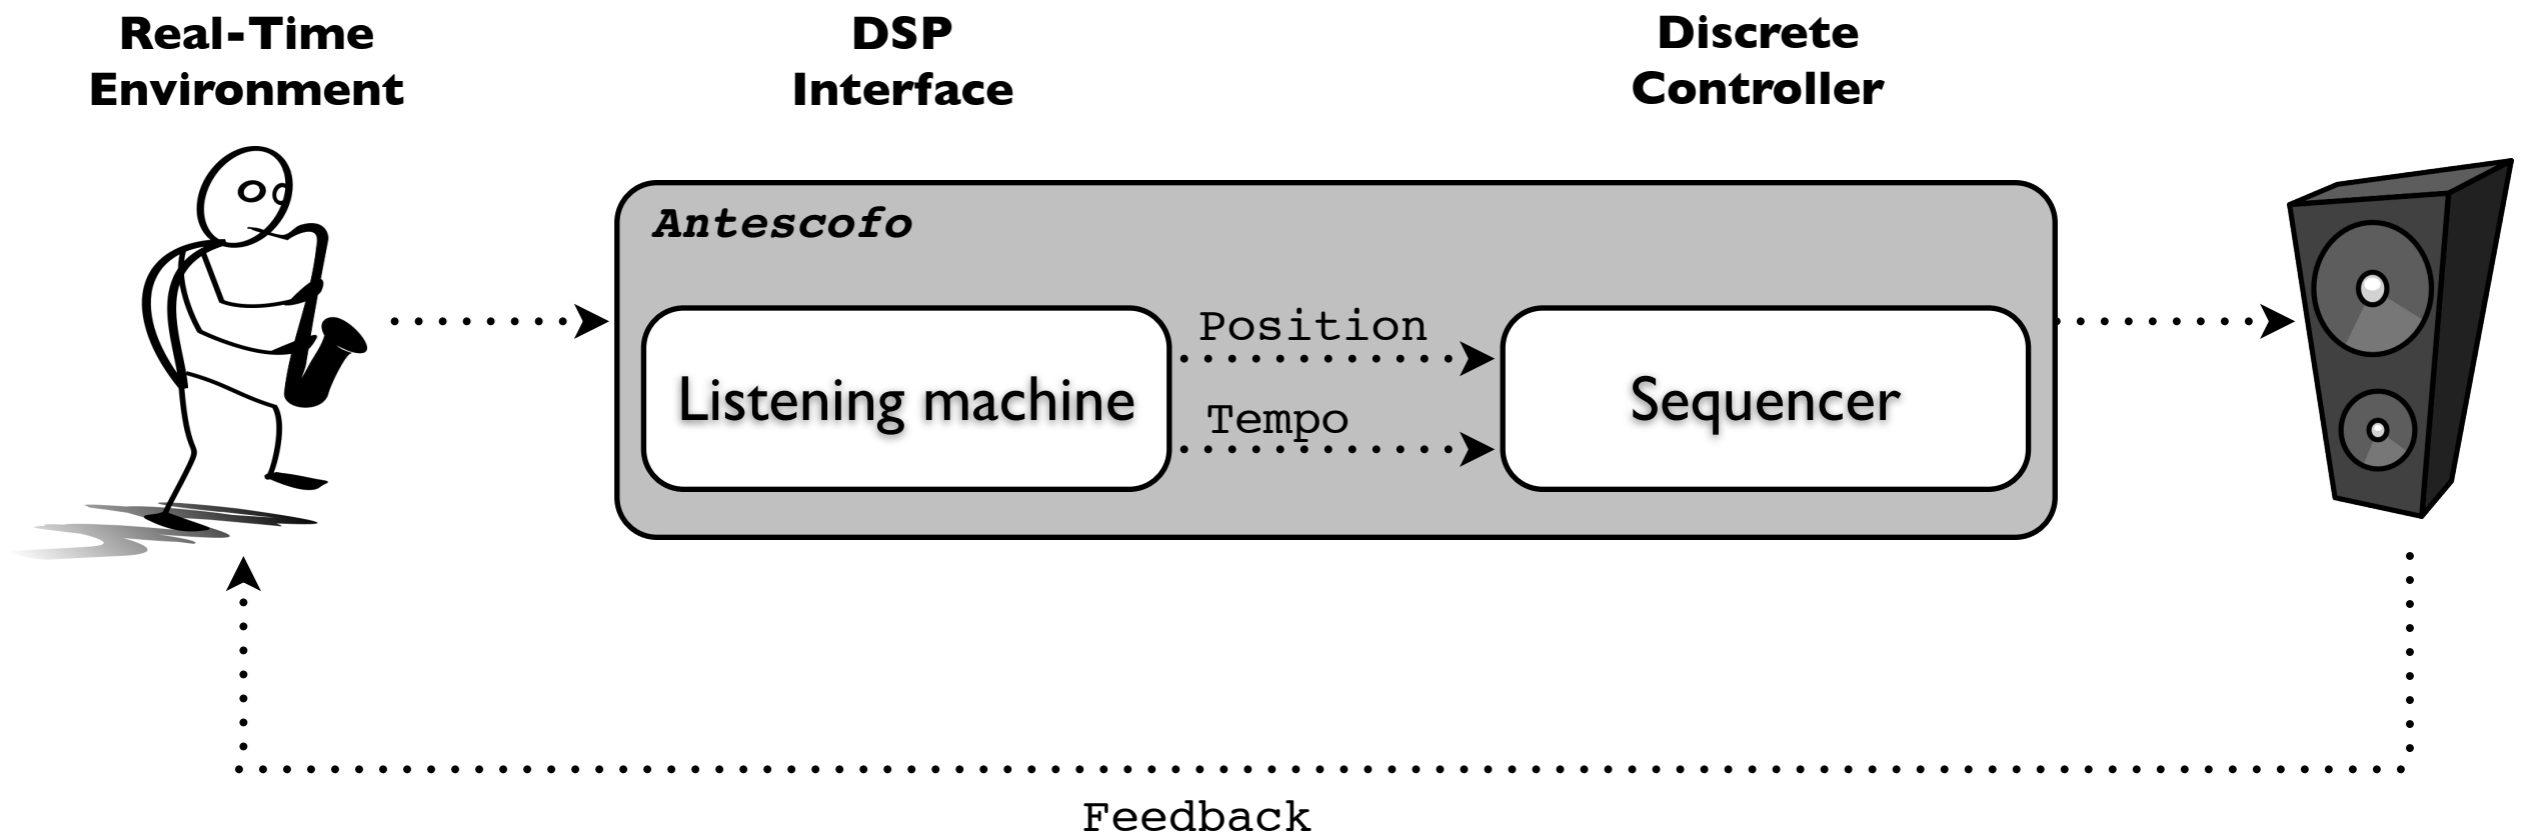 Real-Time
Environment
DSP
Interface
Discrete
Controller
Antescofo
Listening machine
Position
Tempo
Sequencer
Feedback